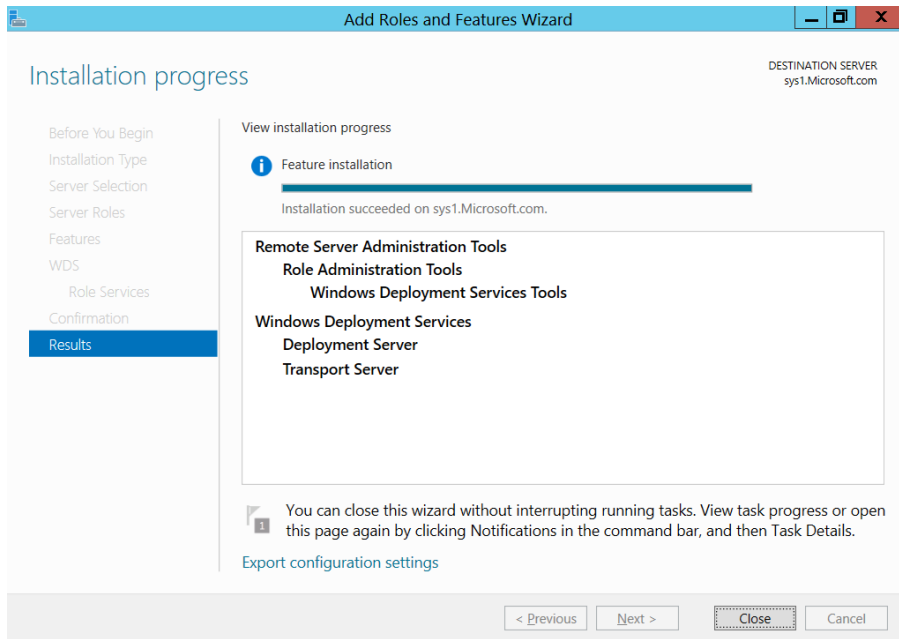 Add Roles and Features Wizard
Installation progress
DESTINATION SERVER
sys1.Microsoft.com
Before You Begin
Installation Type
Server Selection
Server Roles
Features
WDS
Role Services
Confirmation
Results
View installation progress
Feature installation
Installation succeeded on sys1.Microsoft.com.
Remote Server Administration Tools
Role Administration Tools
Windows Deployment Services Tools
Windows Deployment Services
Deployment Server
Transport Server
1
You can close this wizard without interrupting running tasks. View task progress or open
this page again by clicking Notifications in the command bar, and then Task Details.
Export configuration settings
< Previous
Next >
Close
Cancel